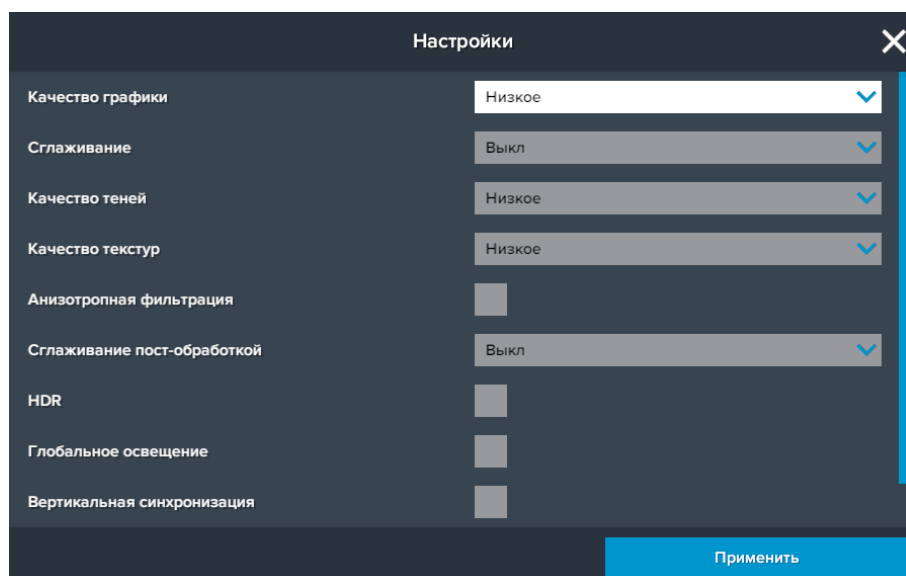 Настройки
Качество графики Низкое
Сглаживание Выкл
Качество теней Низкое
Качество текстур Низкое
Анизотропная фильтрация
Сглаживание пост-обработкой Выкл
HDR
Глобальное освещение
Вертикальная синхронизация
Применить